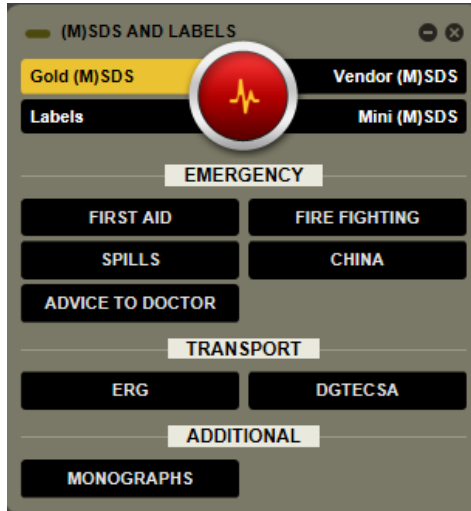 (M)SDS AND LABELS
Gold (M)SDS Vendor (M)SDS
Labels Mini (M)SDS
EMERGENCY
FIRST AID FIRE FIGHTING
SPILLS CHINA
ADVICE TO DOCTOR
TRANSPORT
ERG DGTECSA
ADDITIONAL
MONOGRAPHS